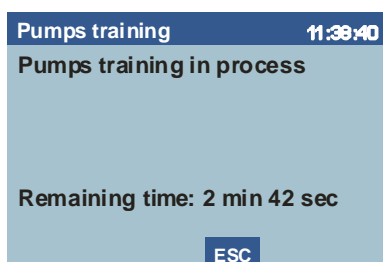 Pumps training 11:38:40
Pumps training in process
Remaining time: 2 min 42 sec
ESC